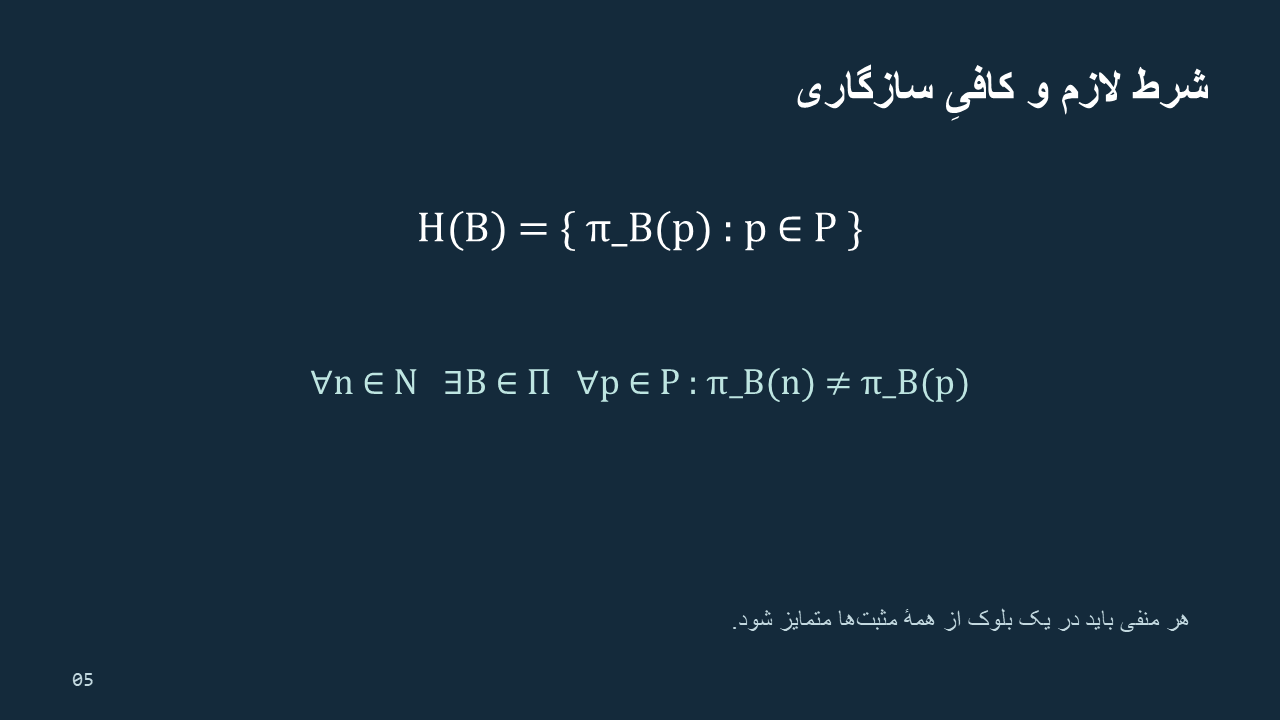 شرط لازم و کافیِ سازگاری
H(B) = { π_B(p) : p ∈ P }
∀n ∈ N ∃B ∈ Π ∀p ∈ P : π_B(n) ≠ π_B(p)
هر منفی باید در یک بلوک از همهٔ مثبت‌ها متمایز شود.
05